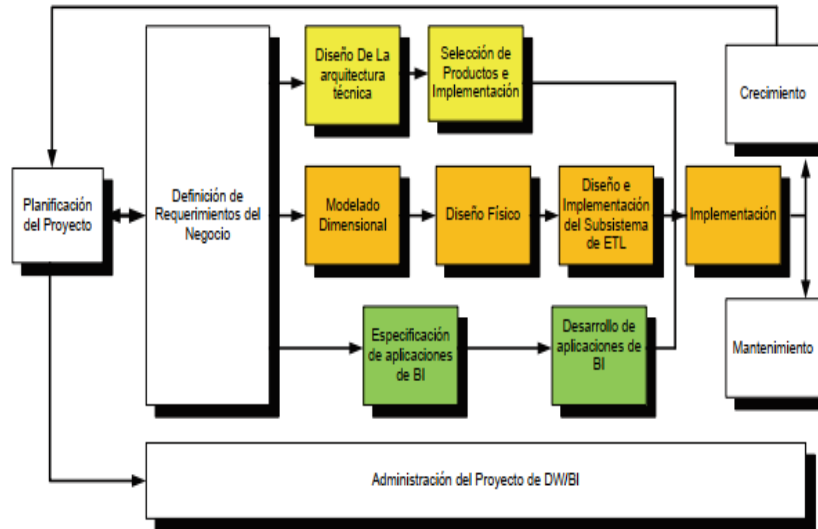 Diseño De La
arquitectura
técnica
Selección de
Productos e
Implementación
Crecimiento
Planificación
del Proyecto
Definición de
Requerimientos del
Negocio
Modelado
Dimensional
Diseño Físico
Diseño e
Implementación
del Subsistema
de ETL
Implementación
Especificación
de aplicaciones
de BI
Desarrollo de
aplicaciones de
BI
Mantenimiento
Administración del Proyecto de DW/BI